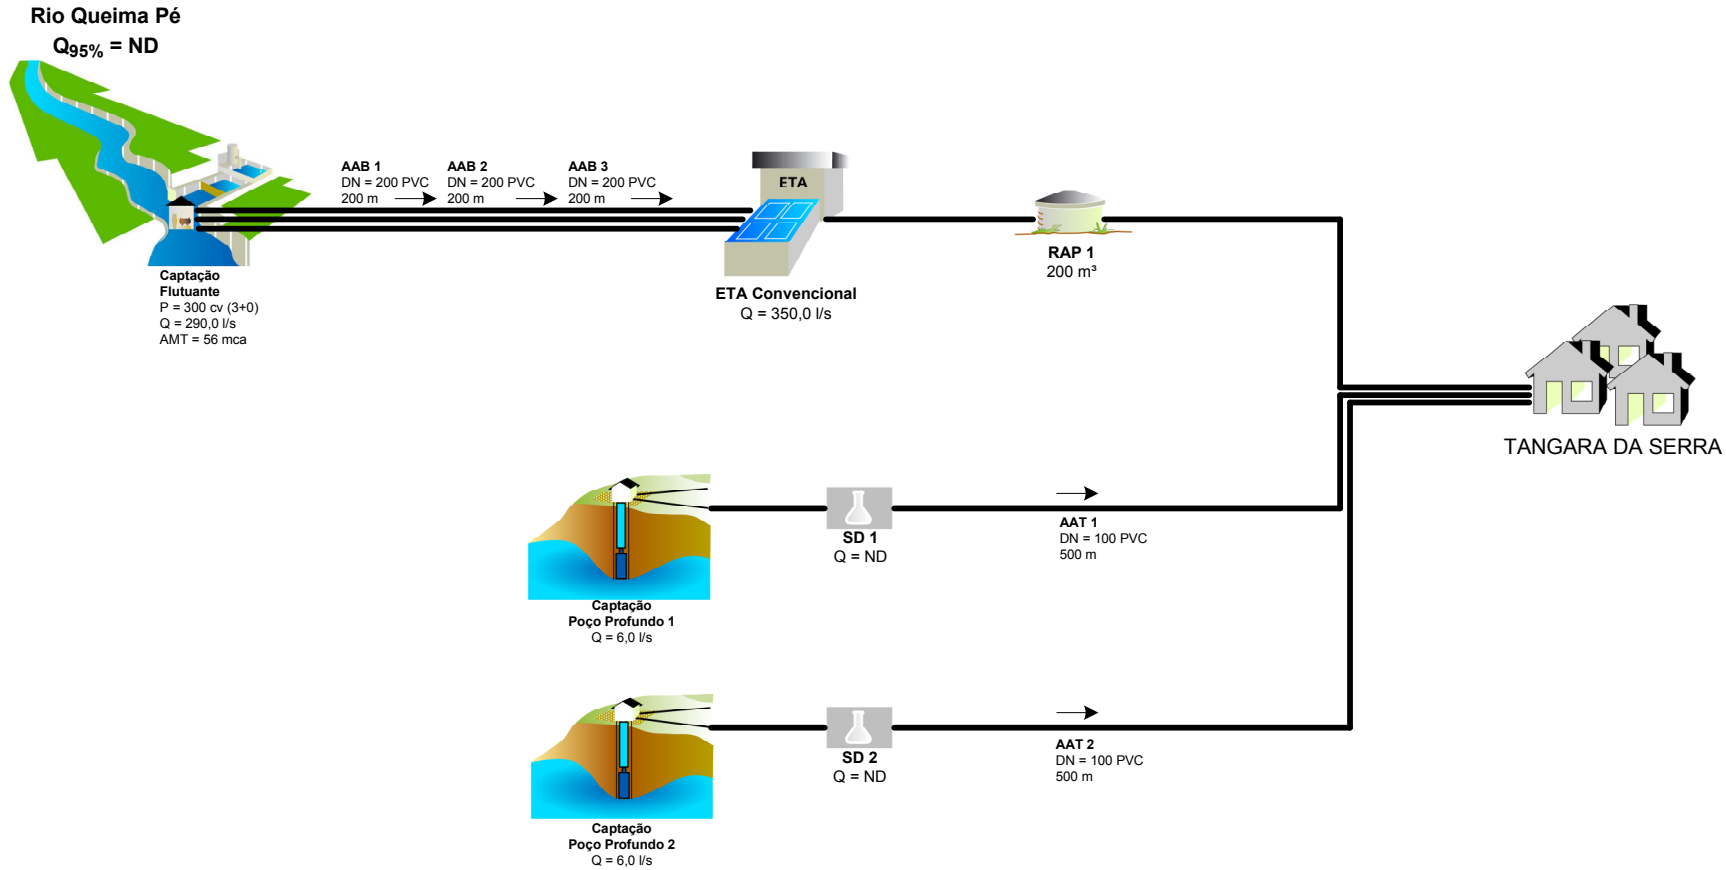 Rio Queima Pé
Q95% = ND
AAB 1
DN = 200 PVC
200 m
AAB 2
DN = 200 PVC
200 m
AAB 3
DN = 200 PVC
200 m
ETA
Captação
Flutuante
P = 300 cv (3+0)
Q = 290,0 l/s
AMT = 56 mca
ETA Convencional
Q = 350,0 l/s
RAP 1
200 m³
TANGARA DA SERRA
Captação
Poço Profundo 1
Q = 6,0 l/s
SD 1
Q = ND
AAT 1
DN = 100 PVC
500 m
Captação
Poço Profundo 2
Q = 6,0 l/s
SD 2
Q = ND
AAT 2
DN = 100 PVC
500 m